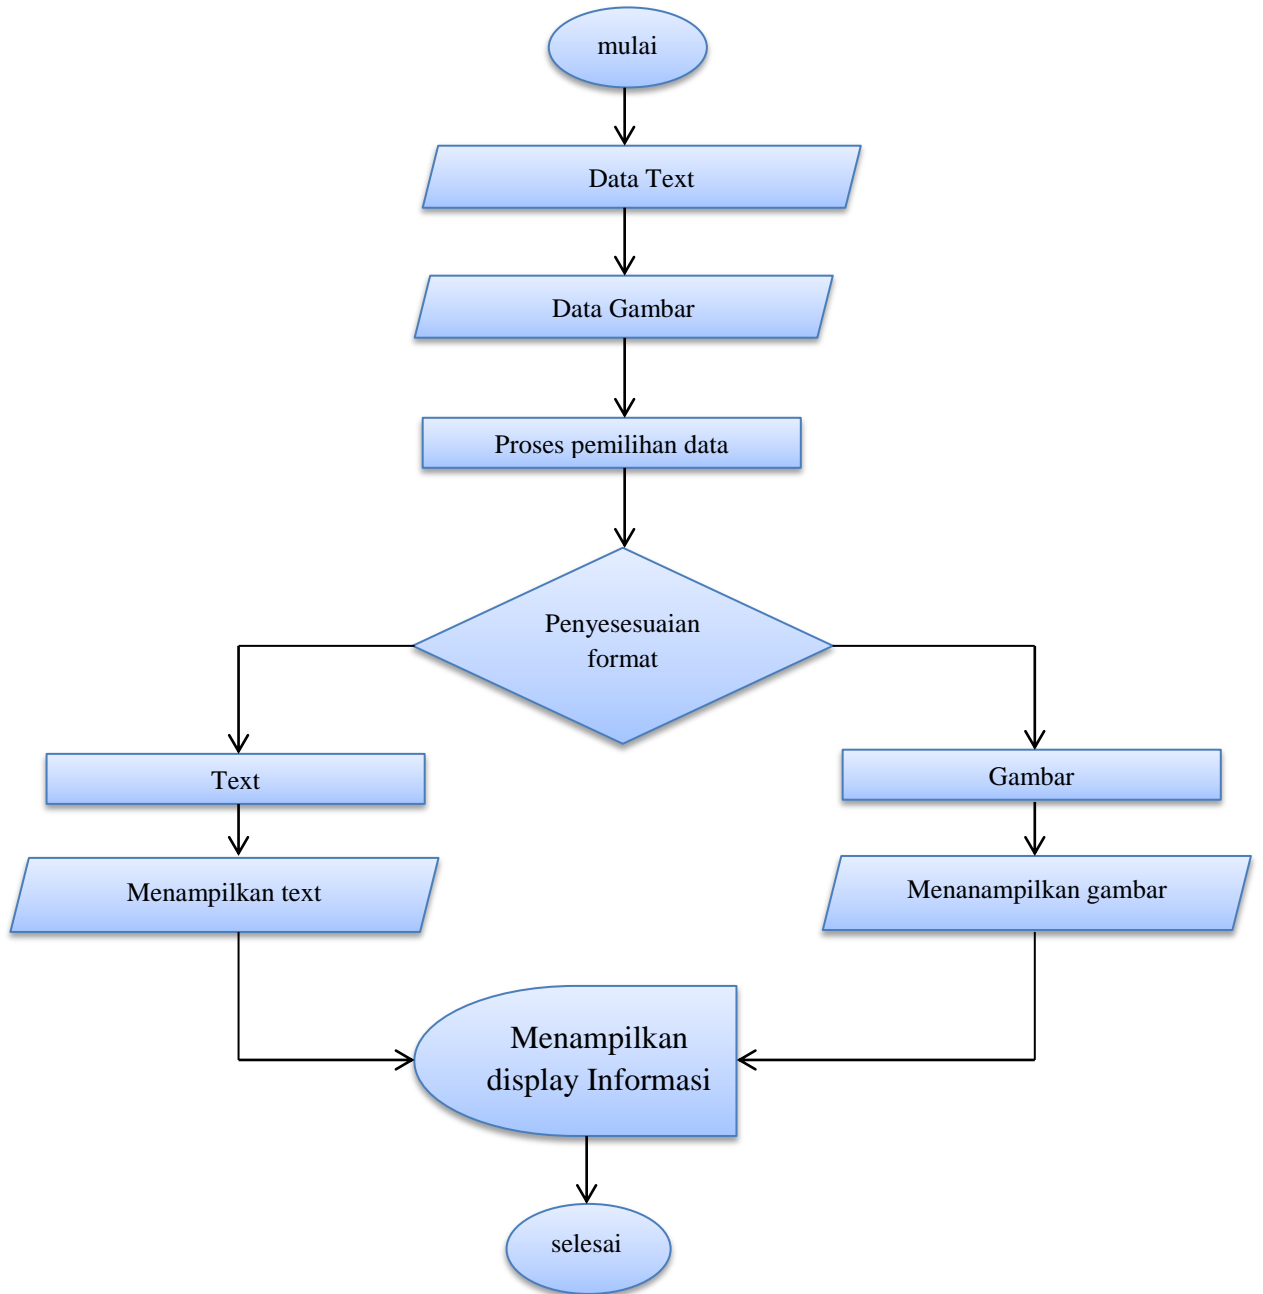 mulai
Data Text
Data Gambar
Proses pemilihan data
Penyesesuaian
format
Text
Gambar
Menampilkan text
Menanampilkan gambar
Menampilkan
display Informasi
selesai